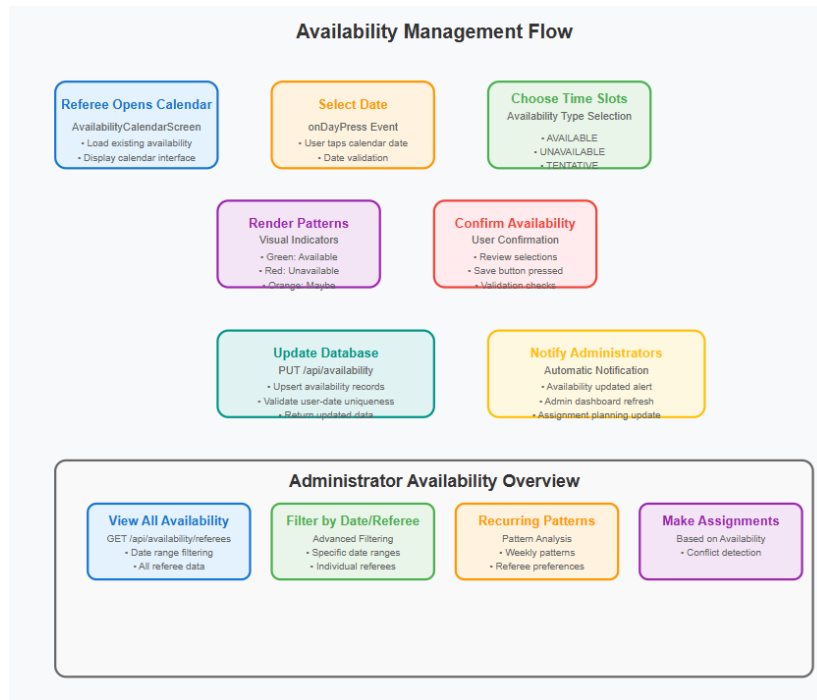 Availability Management Flow
Referee Opens Calendar
AvailabilityCalendarScreen
• Load existing availability
• Display calendar interface
Select Date
onDayPress Event
• User taps calendar date
• Date validation
Choose Time Slots
Availability Type Selection
• AVAILABLE
• UNAVAILABLE
• TENTATIVE
Render Patterns
Visual Indicators
• Green: Available
• Red: Unavailable
• Orange: Maybe
Confirm Availability
User Confirmation
• Review selections
• Save button pressed
• Validation checks
Update Database
PUT /api/availability
• Upsert availability records
• Validate user-date uniqueness
• Return updated data
Notify Administrators
Automatic Notification
• Availability updated alert
• Admin dashboard refresh
• Assignment planning update
Administrator Availability Overview
View All Availability
GET /api/availability/referees
• Date range filtering
• All referee data
Filter by Date/Referee
Advanced Filtering
• Specific date ranges
• Individual referees
Recurring Patterns
Pattern Analysis
• Weekly patterns
• Referee preferences
Make Assignments
Based on Availability
• Conflict detection